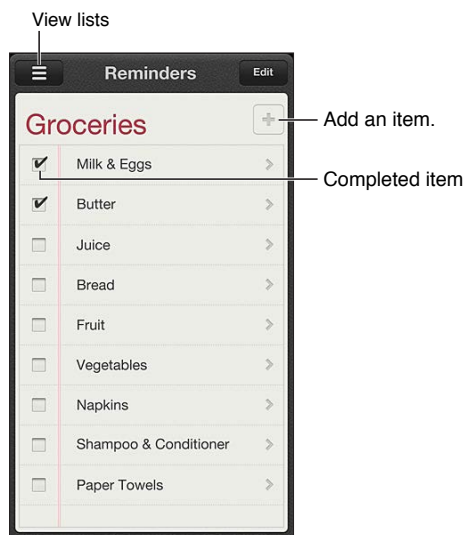 View lists
Reminders
Edit
Groceries
Add an item.
Milk & Eggs
Completed item
Butter
Juice
Bread
Fruit
Vegetables
Napkins
Shampoo & Conditioner
Paper Towels